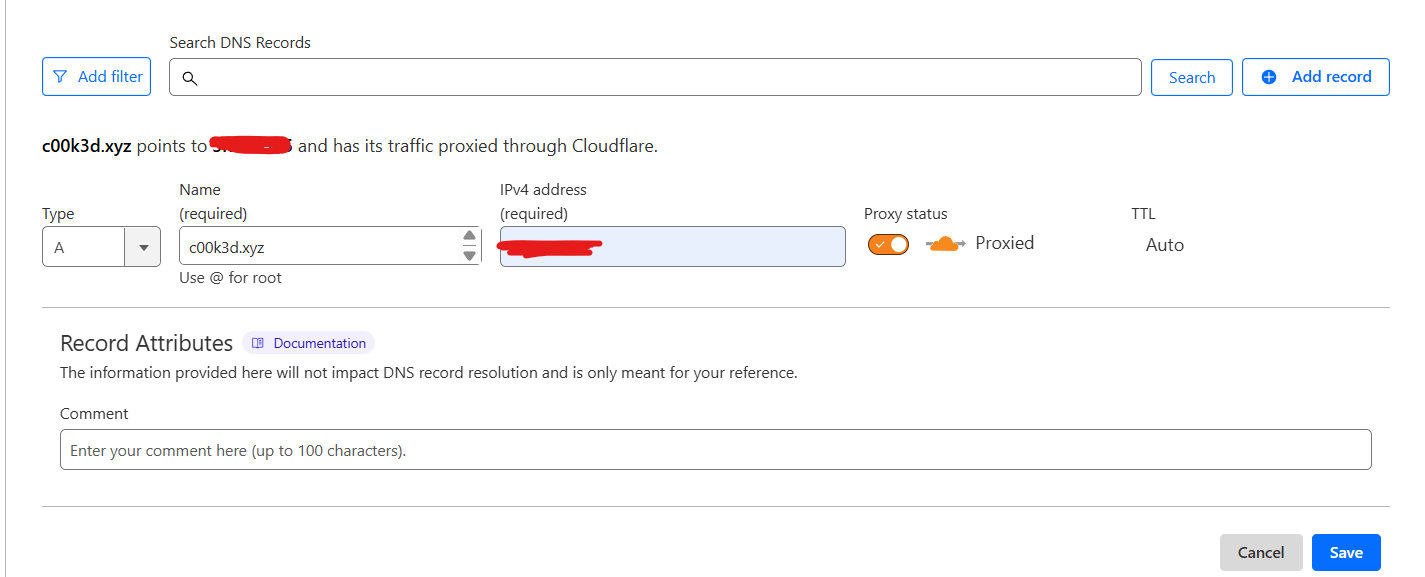 Search DNS Records
Add filter
Search
Add record
c00k3d.xyz points to and has its traffic proxied through Cloudflare.
Type
Name
(required)
IPv4 address
(required)
Proxy status
TTL
A
c00k3d.xyz
Proxied
Auto
Use @ for root
Record Attributes
Documentation
The information provided here will not impact DNS record resolution and is only meant for your reference.
Comment
Enter your comment here (up to 100 characters).
Cancel
Save